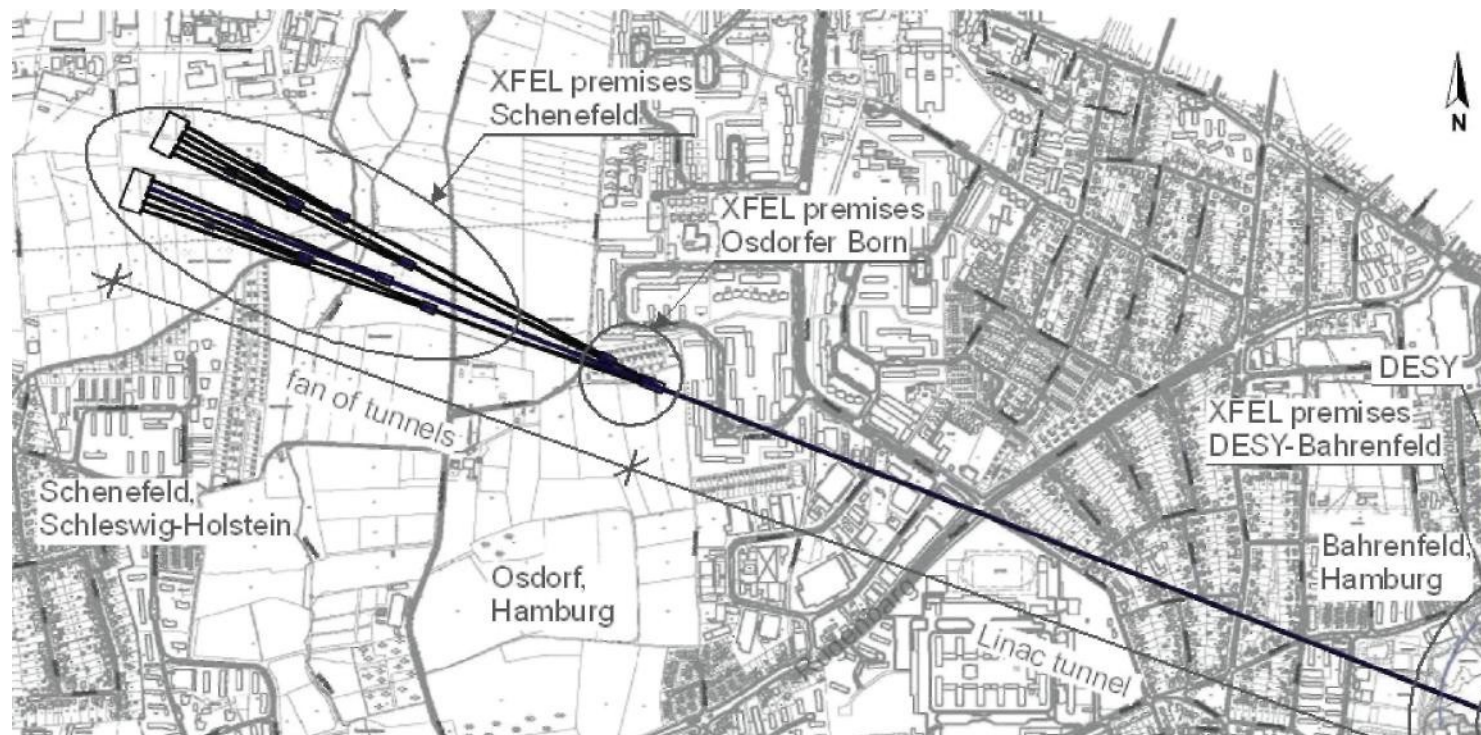 XFEL premises
Schenefeld
N
XFEL premises
Osdorfer Born
DESY
XFEL premises
DESY-Bahrenfeld
fan of tunnels
Schenefeld,
Schleswig-Holstein
Osdorf,
Hamburg
Bahrenfeld,
Hamburg
Linac tunnel